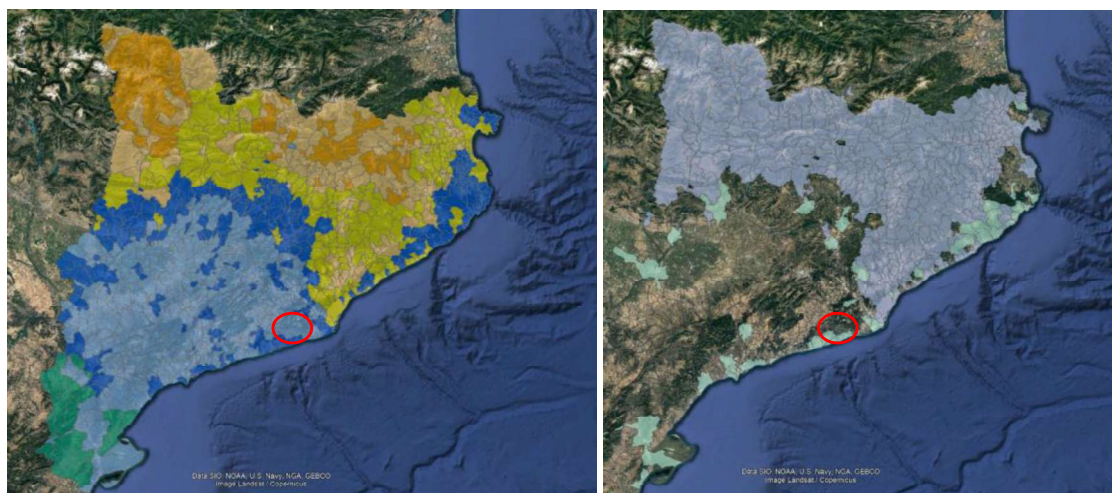 Data SIO, NOAA, U.S. Navy, NGA, GEBCO
Image Landsat / Copernicus
Data SIO, NOAA, U.S. Navy, NGA, GEBCO
Image Landsat / Copernicus